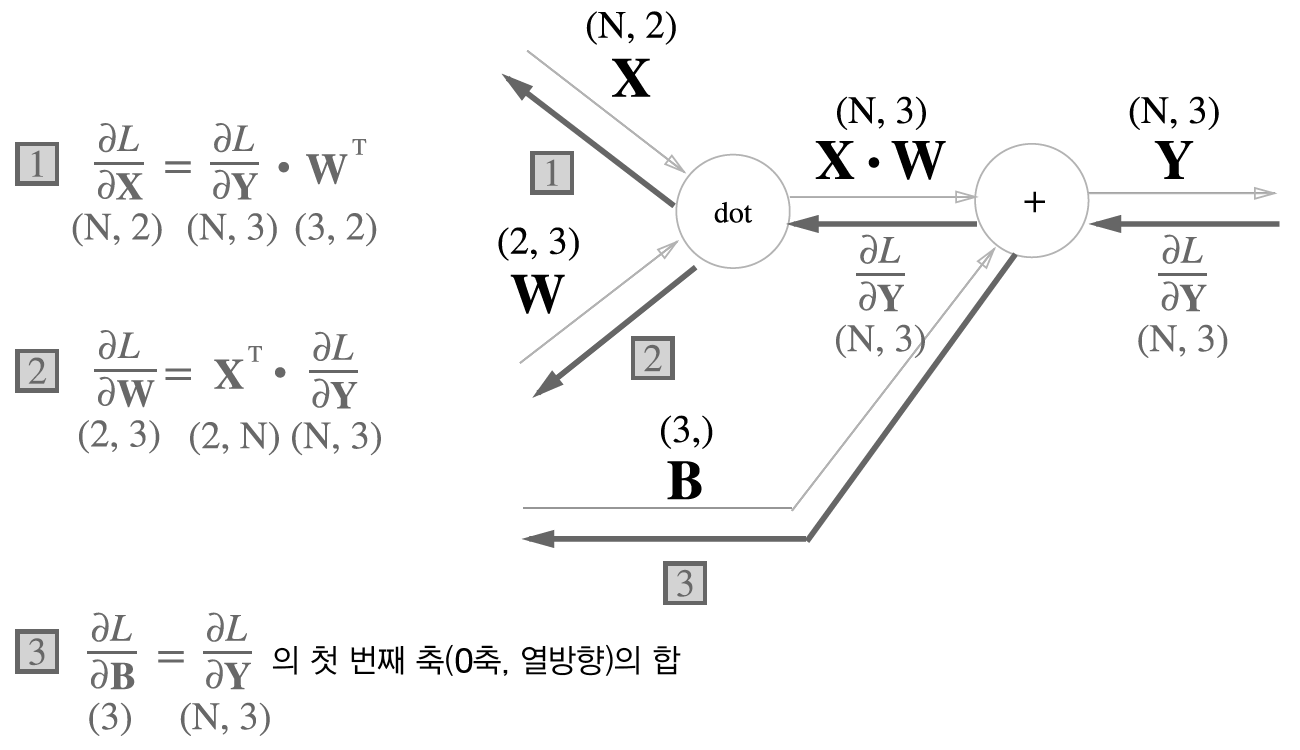 1 ∂L/∂X = ∂L/∂Y · W^T
(N, 2) (N, 3) (3, 2)
2 ∂L/∂W = X^T · ∂L/∂Y
(2, 3) (2, N) (N, 3)
3 ∂L/∂B = ∂L/∂Y 의 첫 번째 축(0축, 열방향)의 합
(3) (N, 3)
(N, 2)
X
1
(2, 3)
W
2
dot
(N, 3)
X · W
∂L/∂Y
(N, 3)
+
(N, 3)
Y
∂L/∂Y
(N, 3)
(3,)
B
3